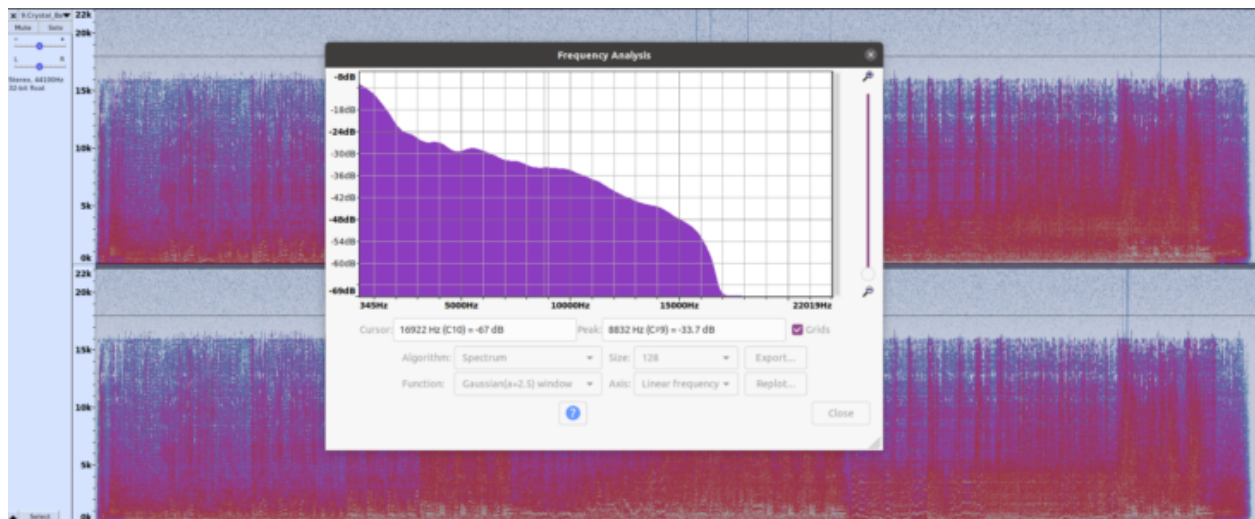 9.Crystal_Be
Mute Solo
- +
L R
Stereo, 44100Hz
32-bit float
22k
20k
15k
10k
5k
0k
22k
20k
15k
10k
5k
0k
Select
Frequency Analysis
-8dB
-18dB
-24dB
-30dB
-36dB
-42dB
-48dB
-54dB
-60dB
-69dB
345Hz 5000Hz 10000Hz 15000Hz 22019Hz
Cursor: 16922 Hz (C10) = -67 dB Peak: 8832 Hz (C♯9) = -33.7 dB Grids
Algorithm: Spectrum Size: 128 Export...
Function: Gaussian(a=2.5) window Axis: Linear frequency Replot...
?
Close